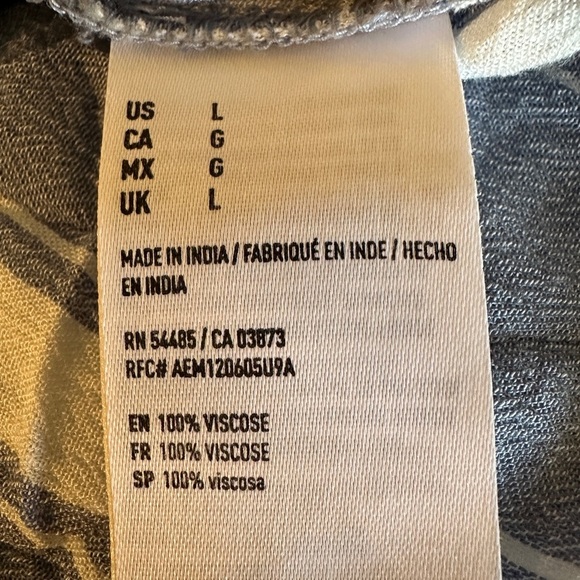 US L
CA G
MX G
UK L
MADE IN INDIA / FABRIQUÉ EN INDE / HECHO
EN INDIA
RN 54485 / CA 03873
RFC# AEM120605U9A
EN 100% VISCOSE
FR 100% VISCOSE
SP 100% viscosa